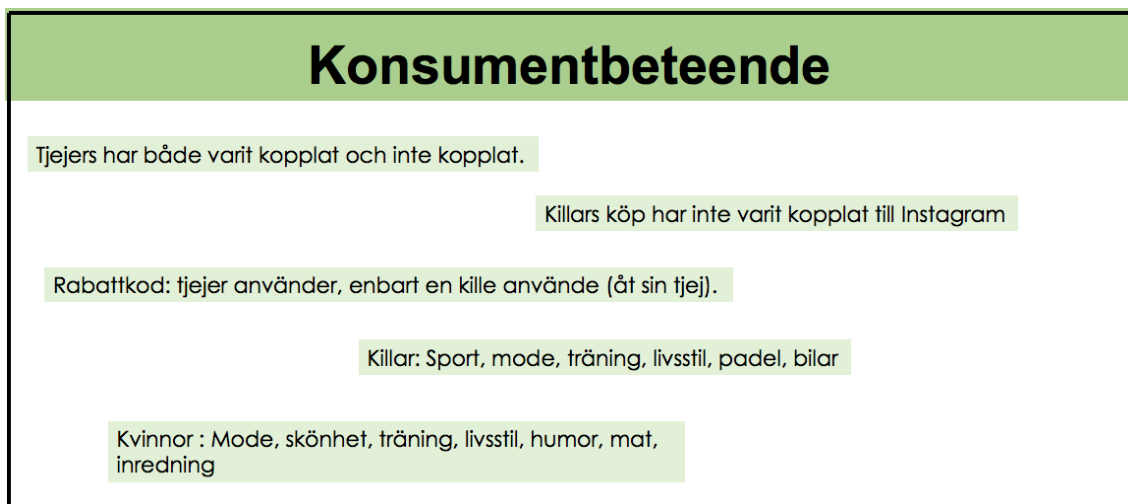 Konsumentbeteende
Tjejers har både varit kopplat och inte kopplat.
Killars köp har inte varit kopplat till Instagram
Rabattkod: tjejer använder, enbart en kille använde (åt sin tjej).
Killar: Sport, mode, träning, livsstil, padel, bilar
Kvinnor : Mode, skönhet, träning, livsstil, humor, mat,
inredning